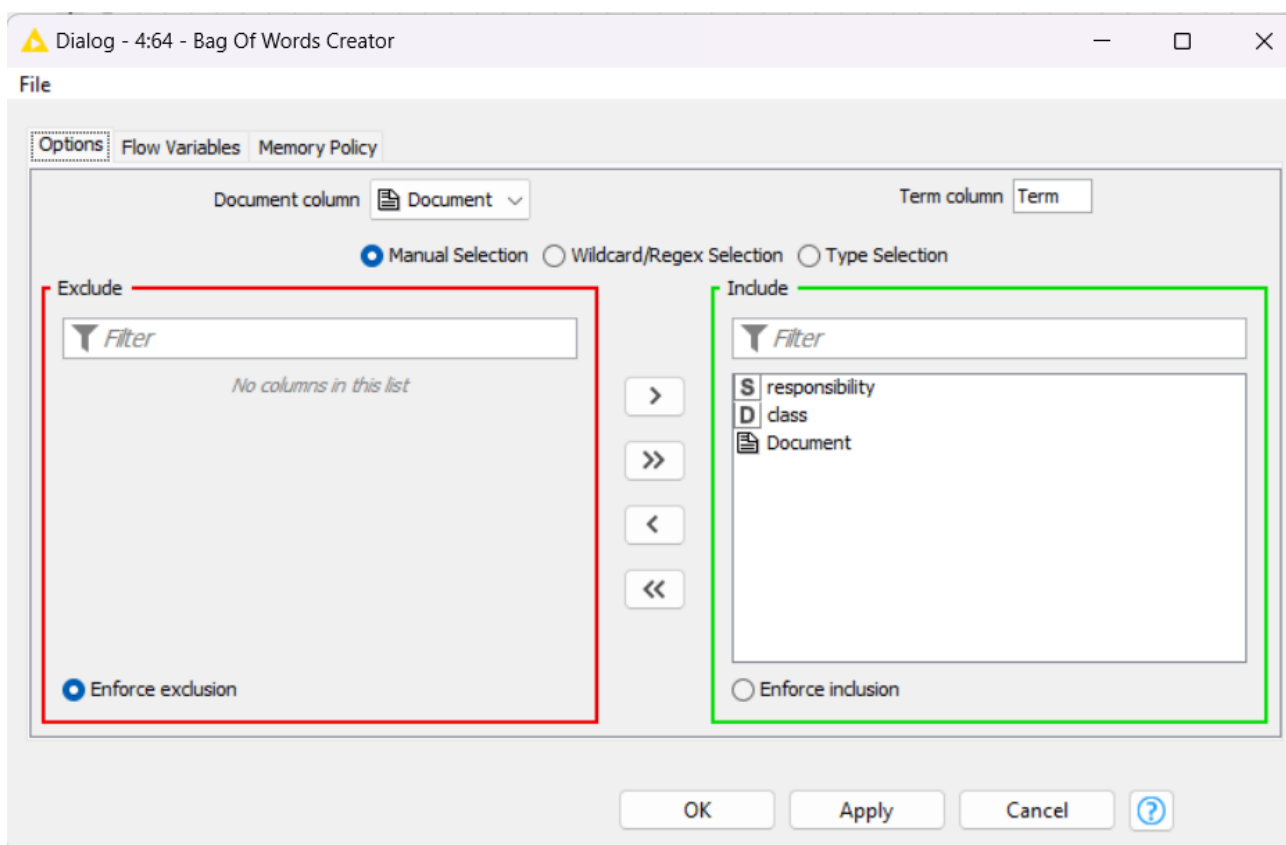 Dialog - 4:64 - Bag Of Words Creator
File
Options Flow Variables Memory Policy
Document column Document Term column Term
Manual Selection Wildcard/Regex Selection Type Selection
Exclude Include
Filter Filter
No columns in this list
> S responsibility
D class
Document
>>
<
<<
Enforce exclusion Enforce inclusion
OK Apply Cancel ?